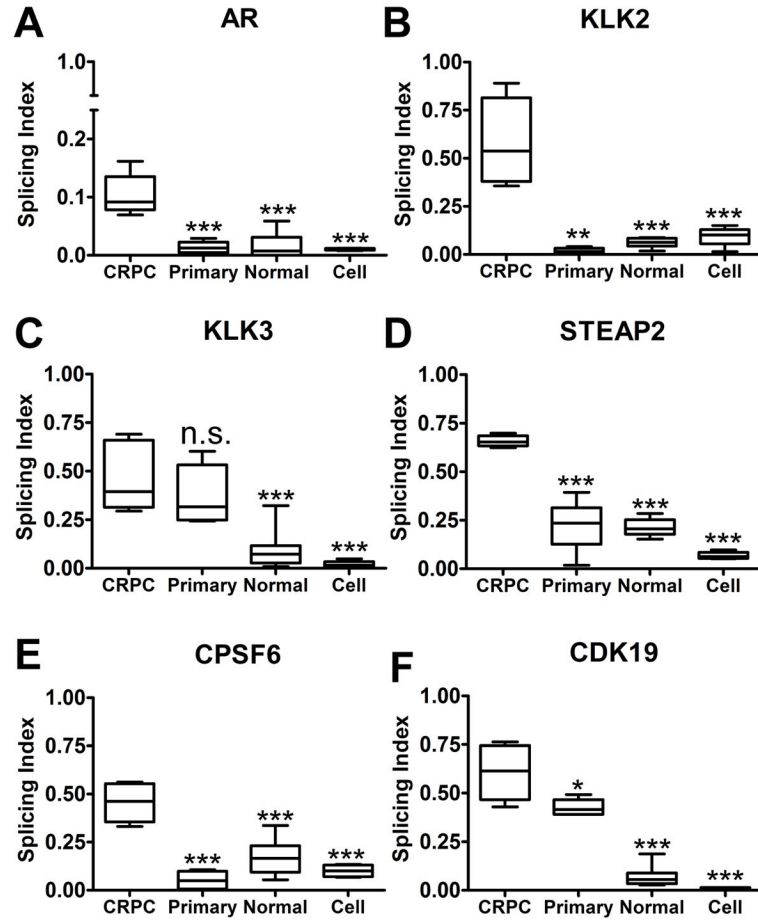 A
AR
Splicing Index
1.0
0.2
0.1
0.0
***
***
***
CRPC Primary Normal Cell
B
KLK2
Splicing Index
1.00
0.75
0.50
0.25
0.00
**
***
***
CRPC Primary Normal Cell
C
KLK3
Splicing Index
1.00
0.75
0.50
0.25
0.00
n.s.
***
***
CRPC Primary Normal Cell
D
STEAP2
Splicing Index
1.00
0.75
0.50
0.25
0.00
***
***
***
CRPC Primary Normal Cell
E
CPSF6
Splicing Index
1.00
0.75
0.50
0.25
0.00
***
***
***
CRPC Primary Normal Cell
F
CDK19
Splicing Index
1.00
0.75
0.50
0.25
0.00
*
***
***
CRPC Primary Normal Cell